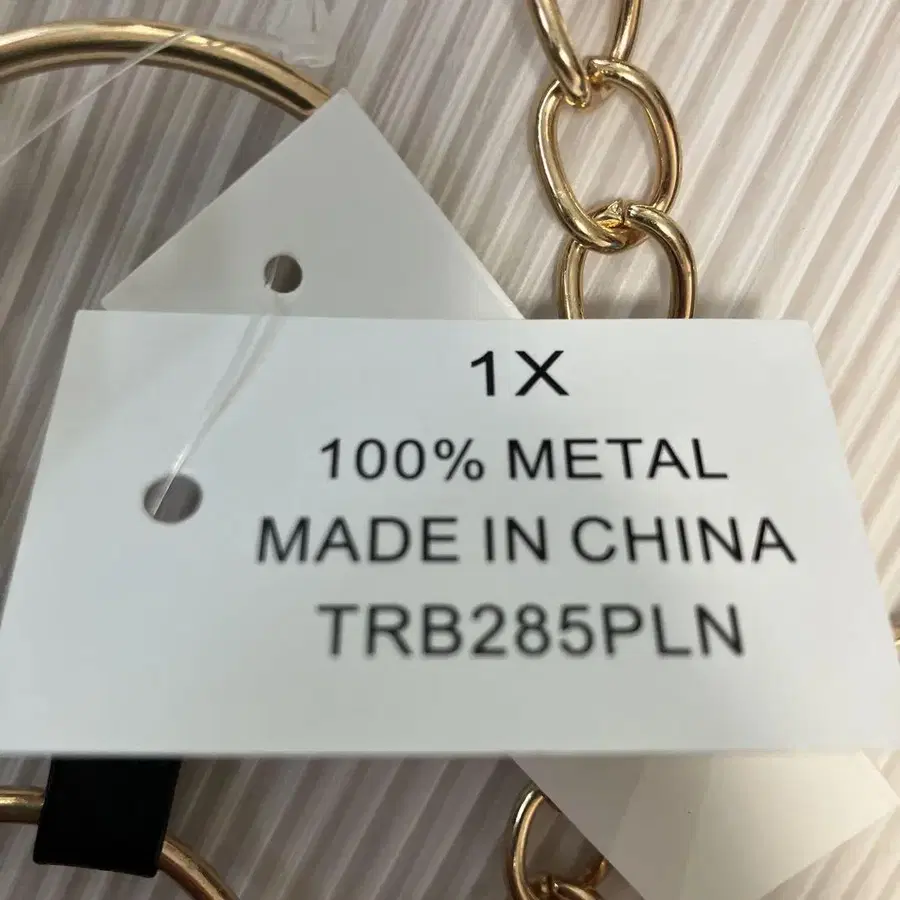 1X
100% METAL
MADE IN CHINA
TRB285PLN